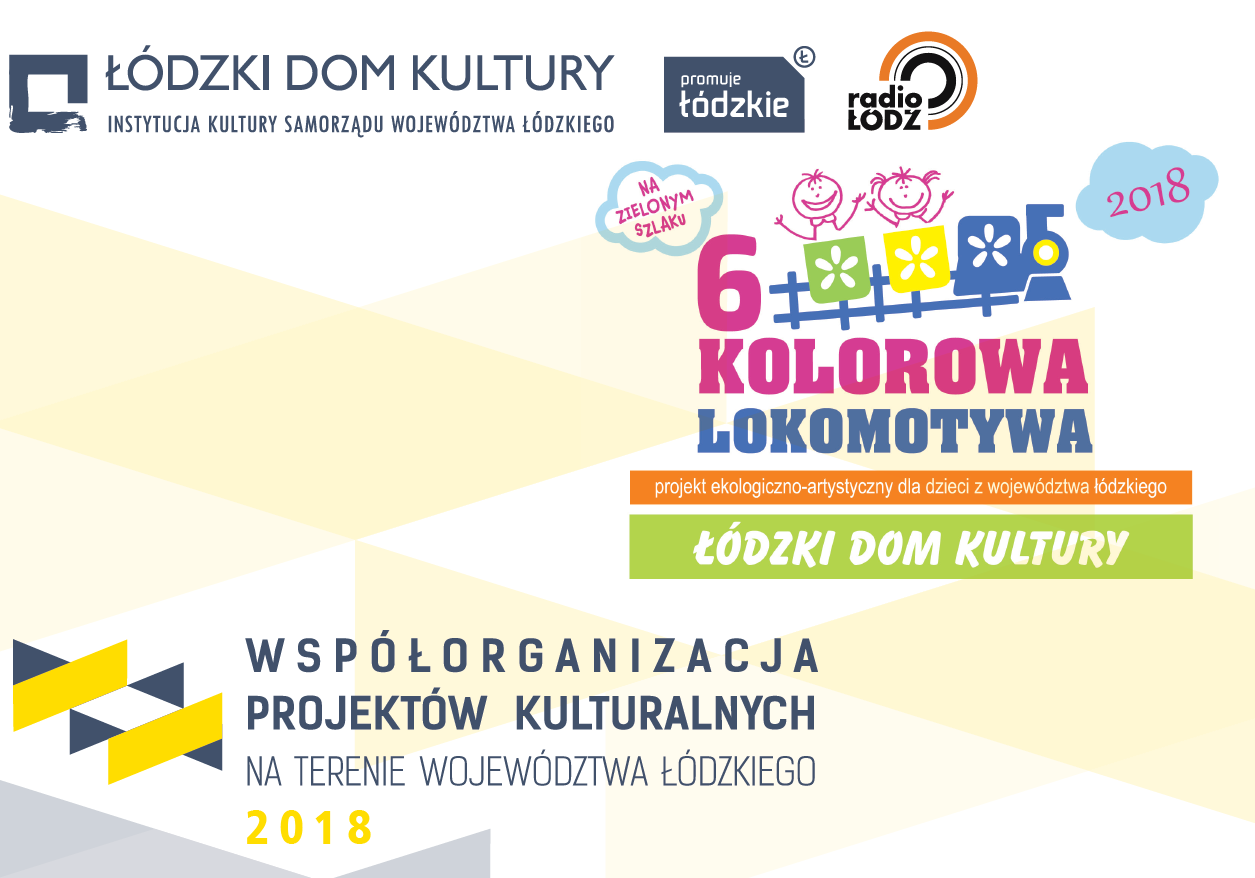 ŁÓDZKI DOM KULTURY
INSTYTUCJA KULTURY SAMORZĄDU WOJEWÓDZTWA ŁÓDZKIEGO
promuje
łódzkie
Ł
radio
ŁÓDŹ
NA
ZIELONYM
SZLAKU
2018
6
KOLOROWA
LOKOMOTYWA
projekt ekologiczno-artystyczny dla dzieci z województwa łódzkiego
ŁÓDZKI DOM KULTURY
WSPÓŁORGANIZACJA
PROJEKTÓW KULTURALNYCH
NA TERENIE WOJEWÓDZTWA ŁÓDZKIEGO
2018